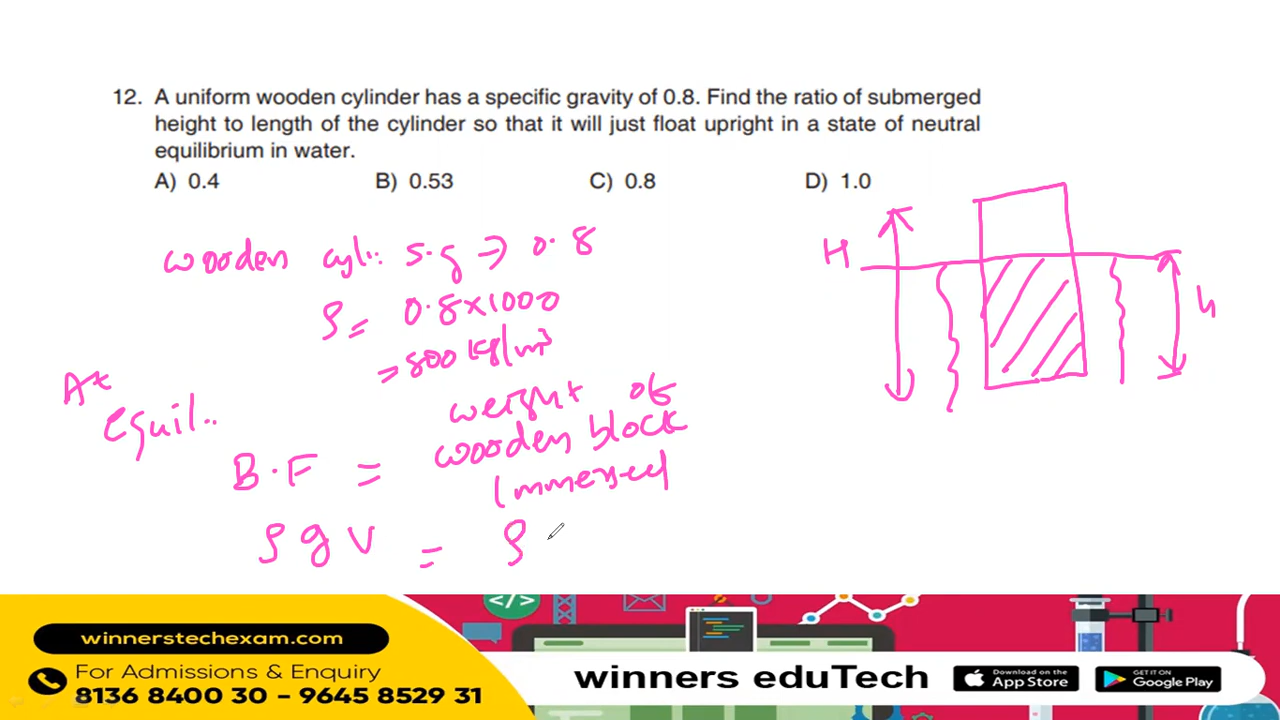 12. A uniform wooden cylinder has a specific gravity of 0.8. Find the ratio of submerged
height to length of the cylinder so that it will just float upright in a state of neutral
equilibrium in water.
A) 0.4 B) 0.53 C) 0.8 D) 1.0
wooden cyl: S.g ⇒ 0.8
ρ = 0.8×1000
= 800 kg/m³
At
equil..
B.F = weight of
wooden block
immersed
ρ g V = ρ
H
h
</>
winnerstechexam.com
For Admissions & Enquiry
8136 8400 30 – 9645 8529 31
winners eduTech
Download on the
App Store
GET IT ON
Google Play